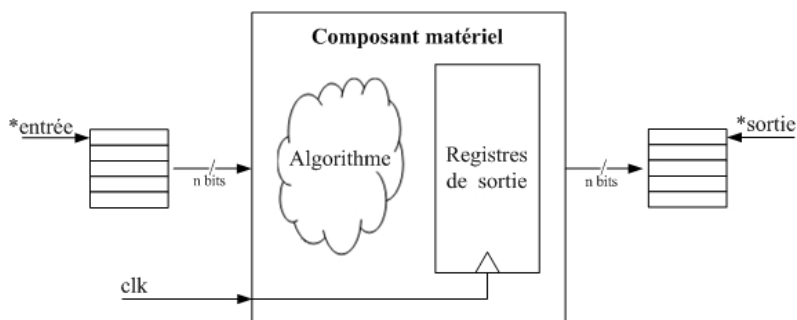 Composant matériel
*entrée
Algorithme
Registres
de sortie
*sortie
n bits
n bits
clk